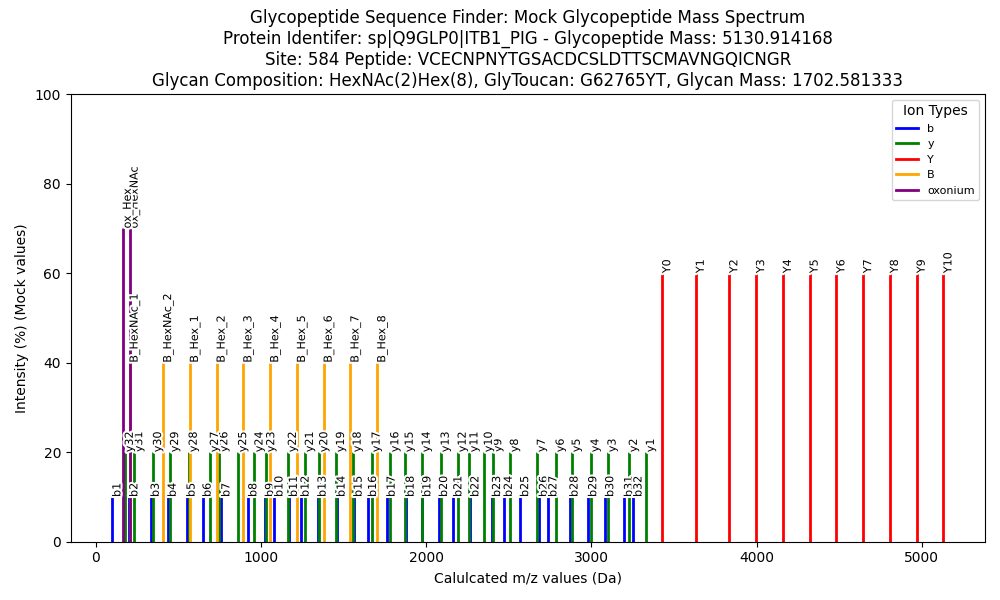 Glycopeptide Sequence Finder: Mock Glycopeptide Mass Spectrum
Protein Identifer: sp|Q9GLP0|ITB1_PIG - Glycopeptide Mass: 5130.914168
Site: 584 Peptide: VCECNPNYTGSACDCSLDTTSCMAVNGQICNGR
Glycan Composition: HexNAc(2)Hex(8), GlyToucan: G62765YT, Glycan Mass: 1702.581333
Intensity (%) (Mock values)
100
80
60
40
20
0
Ion Types
b
y
Y
B
oxonium
ox_Hex
ox_HexNAc
Y0
Y1
Y2
Y3
Y4
Y5
Y6
Y7
Y8
Y9
Y10
B_HexNAc_1
B_HexNAc_2
B_Hex_1
B_Hex_2
B_Hex_3
B_Hex_4
B_Hex_5
B_Hex_6
B_Hex_7
B_Hex_8
y32
y31
y30
y29
y28
y27
y26
y25
y24
y23
y22
y21
y20
y19
y18
y17
y16
y15
y14
y13
y12
y11
y10
y9
y8
y7
y6
y5
y4
y3
y2
y1
b1
b2
b3
b4
b5
b6
b7
b8
b9
b10
b11
b12
b13
b14
b15
b16
b17
b18
b19
b20
b21
b22
b23
b24
b25
b26
b27
b28
b29
b30
b31
b32
0
1000
2000
3000
4000
5000
Calulcated m/z values (Da)